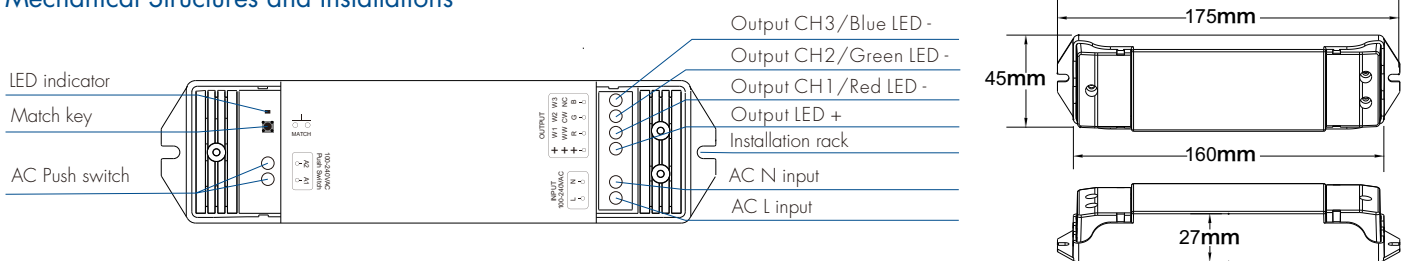 Mechanical Structures and Installations
LED indicator
Match key
AC Push switch
MATCH
100-240VAC
Push Switch
A2
A1
OUTPUT
W3 NC B
W2 CW G
W1 WW R
+ + +
INPUT
100-240VAC
N
L
Output CH3/Blue LED -
Output CH2/Green LED -
Output CH1/Red LED -
Output LED +
Installation rack
AC N input
AC L input
175mm
45mm
160mm
27mm